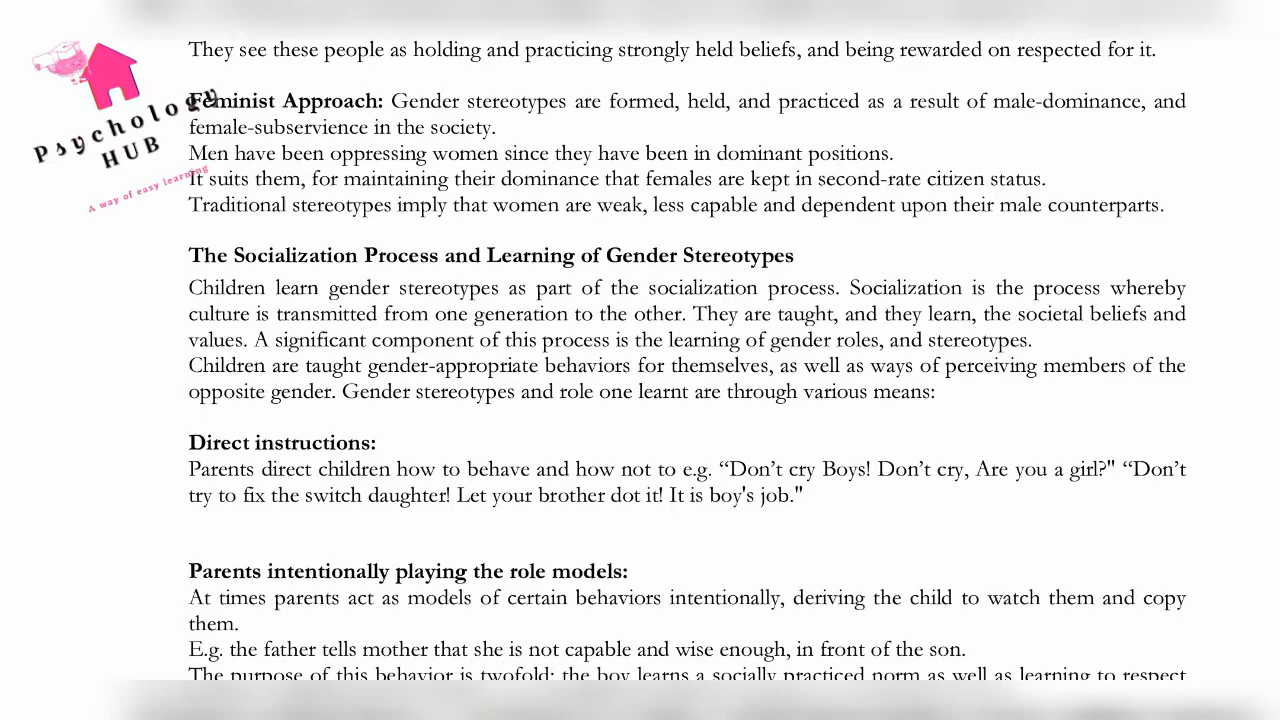 They see these people as holding and practicing strongly held beliefs, and being rewarded on respected for it.
Feminist Approach: Gender stereotypes are formed, held, and practiced as a result of male-dominance, and
female-subservience in the society.
Men have been oppressing women since they have been in dominant positions.
It suits them, for maintaining their dominance that females are kept in second-rate citizen status.
Traditional stereotypes imply that women are weak, less capable and dependent upon their male counterparts.
Psychology
HUB
A way of easy learning
The Socialization Process and Learning of Gender Stereotypes
Children learn gender stereotypes as part of the socialization process. Socialization is the process whereby
culture is transmitted from one generation to the other. They are taught, and they learn, the societal beliefs and
values. A significant component of this process is the learning of gender roles, and stereotypes.
Children are taught gender-appropriate behaviors for themselves, as well as ways of perceiving members of the
opposite gender. Gender stereotypes and role one learnt are through various means:
Direct instructions:
Parents direct children how to behave and how not to e.g. “Don’t cry Boys! Don’t cry, Are you a girl?" “Don’t
try to fix the switch daughter! Let your brother dot it! It is boy's job."
Parents intentionally playing the role models:
At times parents act as models of certain behaviors intentionally, deriving the child to watch them and copy
them.
E.g. the father tells mother that she is not capable and wise enough, in front of the son.
The purpose of this behavior is twofold: the boy learns a socially practiced norm as well as learning to respect